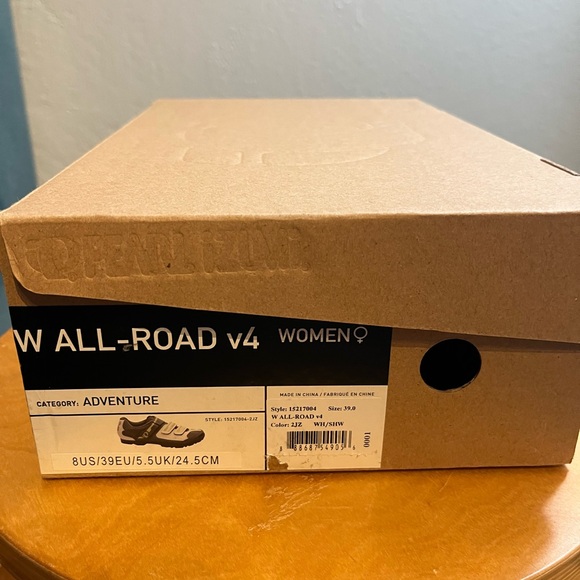 PEARL IZUMI
W ALL-ROAD v4 WOMEN♀
CATEGORY: ADVENTURE
STYLE: 15217004-2JZ
8US/39EU/5.5UK/24.5CM
MADE IN CHINA / FABRIQUÉ EN CHINE
Style: 15217004 Size: 39.0
W ALL-ROAD v4
Color: 2JZ WH/SHW
0001